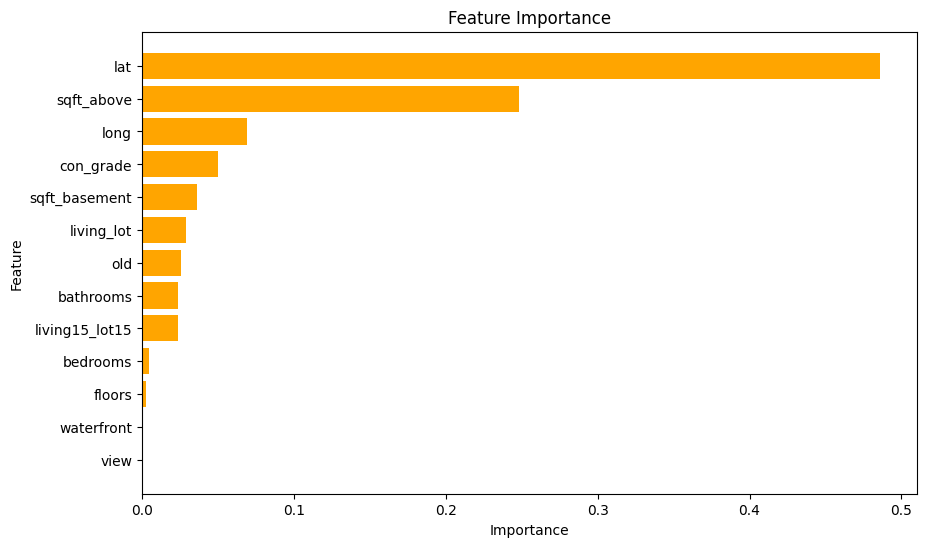 Feature Importance
lat
sqft_above
long
con_grade
sqft_basement
living_lot
old
bathrooms
living15_lot15
bedrooms
floors
waterfront
view
Feature
0.0 0.1 0.2 0.3 0.4 0.5
Importance